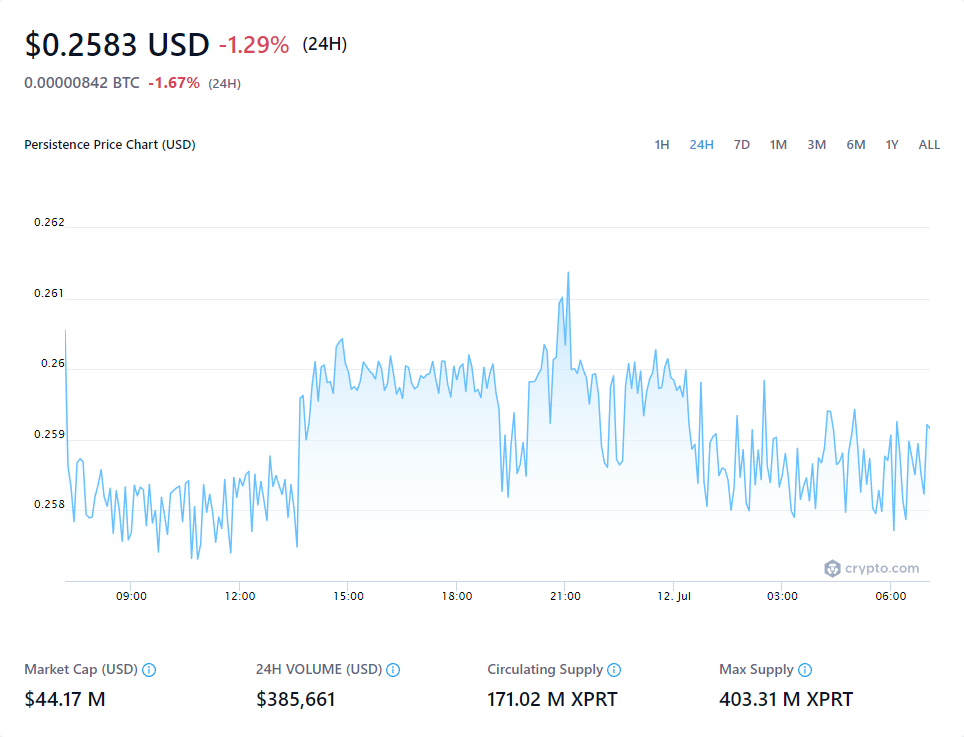 $0.2583 USD -1.29% (24H)
0.00000842 BTC -1.67% (24H)
Persistence Price Chart (USD) 1H 24H 7D 1M 3M 6M 1Y ALL
0.262
0.261
0.26
0.259
0.258
crypto.com
09:00 12:00 15:00 18:00 21:00 12. Jul 03:00 06:00
Market Cap (USD) 24H VOLUME (USD) Circulating Supply Max Supply
$44.17 M $385,661 171.02 M XPRT 403.31 M XPRT